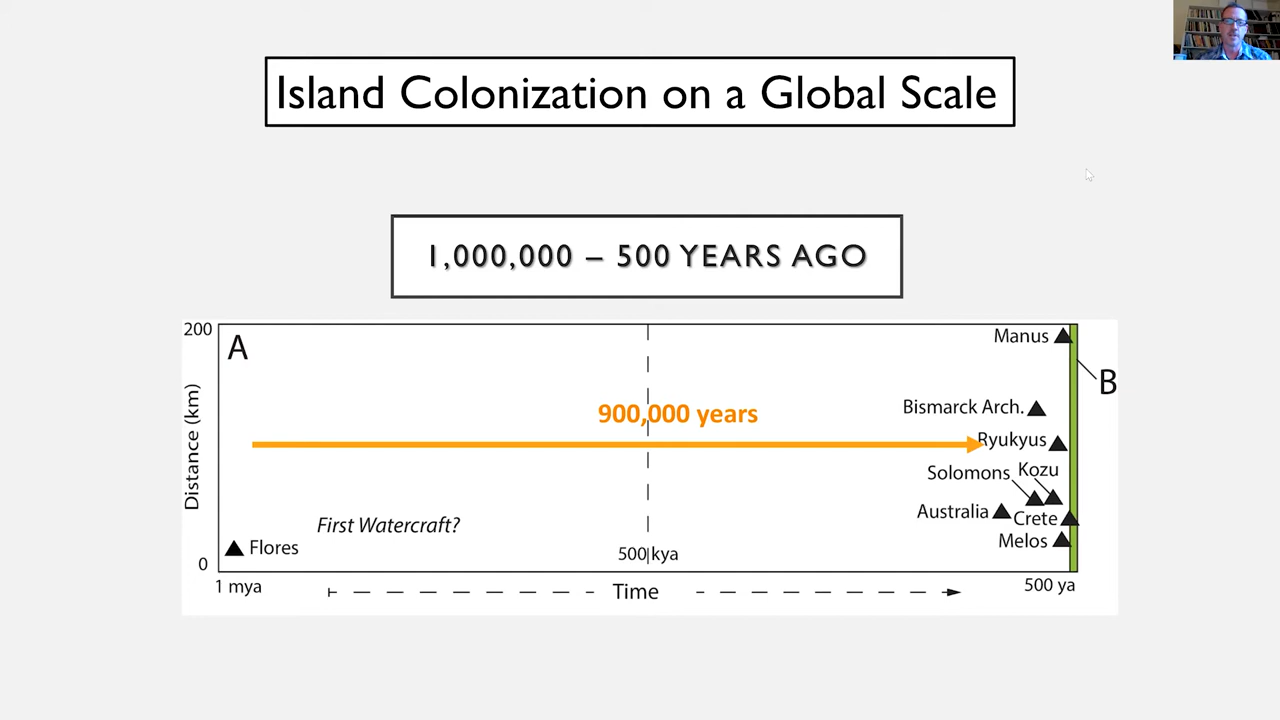 Island Colonization on a Global Scale
1,000,000 – 500 YEARS AGO
200
A
Manus
B
Bismarck Arch.
900,000 years
Ryukyus
Distance (km)
Solomons
Kozu
Australia
Crete
First Watercraft?
Melos
Flores
500 kya
0
1 mya
Time
500 ya